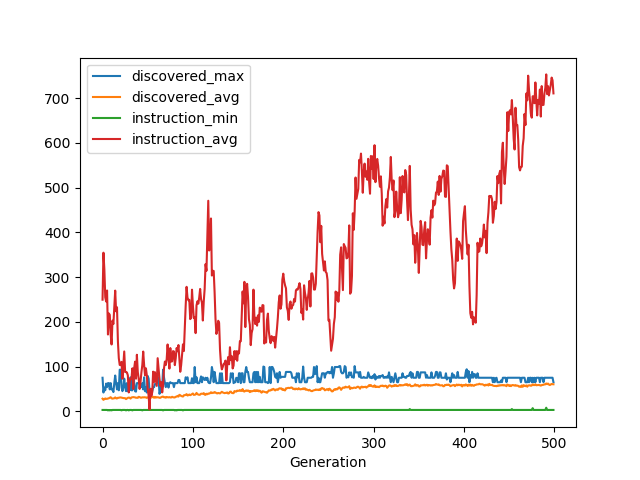 discovered_max
discovered_avg
instruction_min
instruction_avg
700
600
500
400
300
200
100
0
0 100 200 300 400 500
Generation